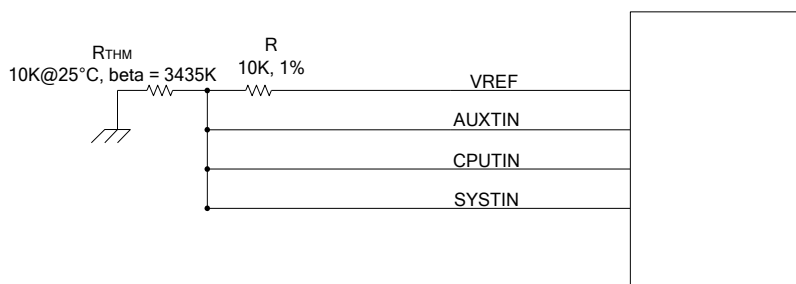 RTHM
10K@25°C, beta = 3435K
R
10K, 1%
VREF
AUXTIN
CPUTIN
SYSTIN